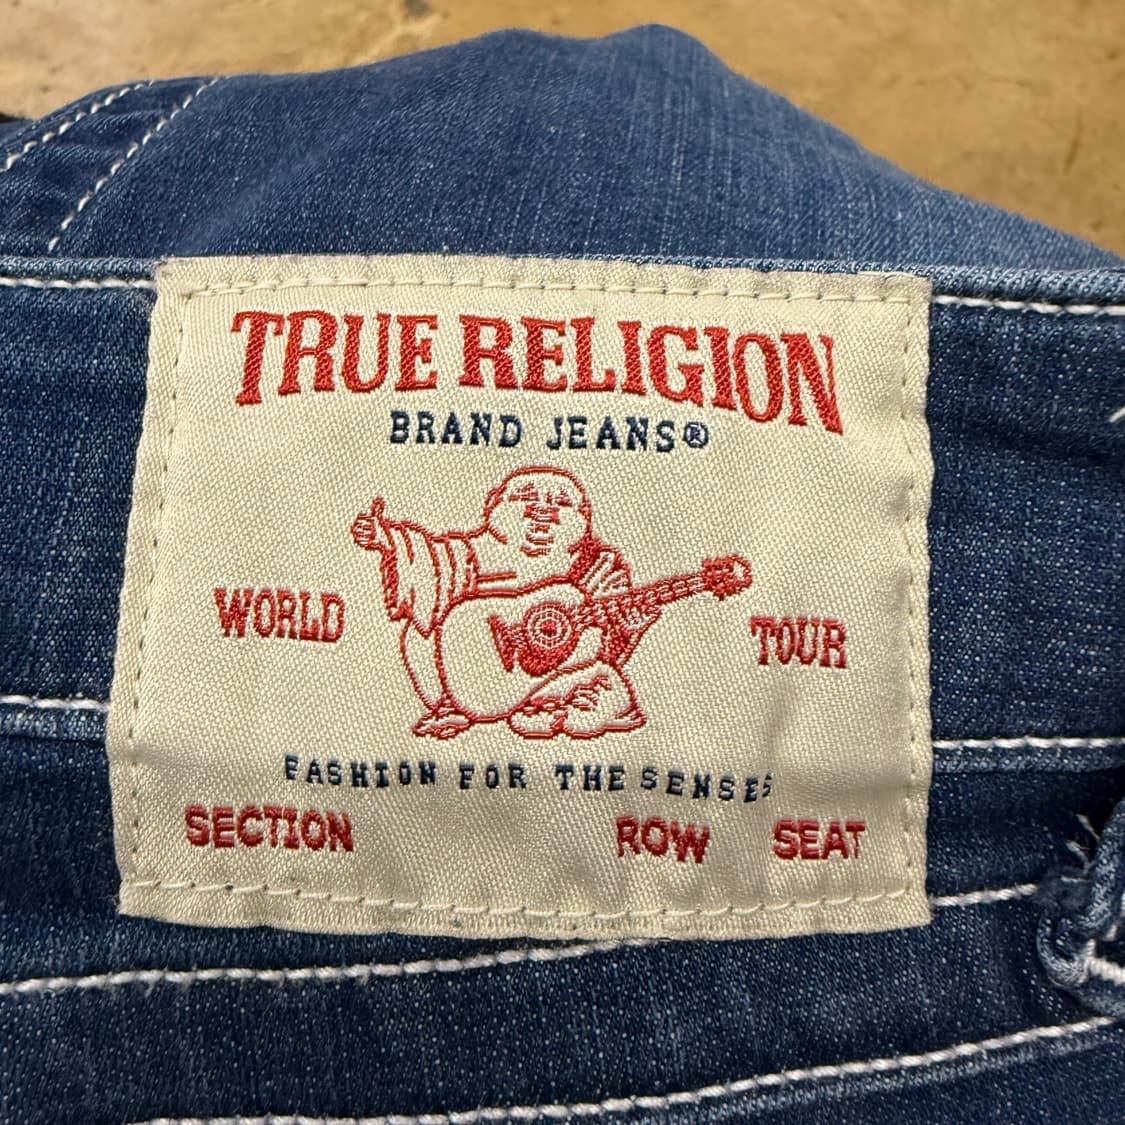 TRUE RELIGION
BRAND JEANS®
WORLD TOUR
FASHION FOR THE SENSES
SECTION ROW SEAT